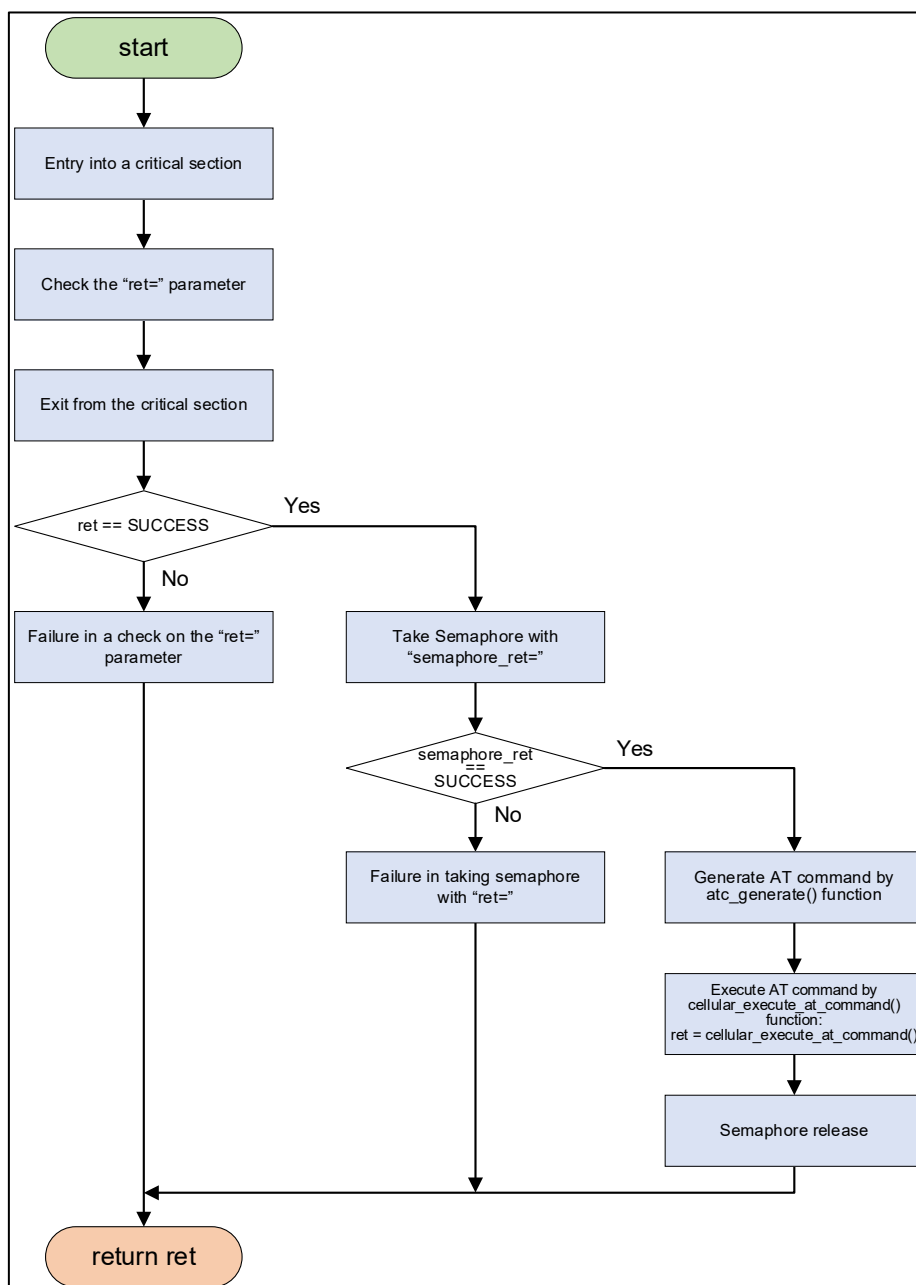 start
Entry into a critical section
Check the “ret=” parameter
Exit from the critical section
ret == SUCCESS
Yes
No
Failure in a check on the “ret=”
parameter
Take Semaphore with
“semaphore_ret=”
semaphore_ret
==
SUCCESS
Yes
No
Failure in taking semaphore
with “ret=”
Generate AT command by
atc_generate() function
Execute AT command by
cellular_execute_at_command()
function:
ret = cellular_execute_at_command()
Semaphore release
return ret